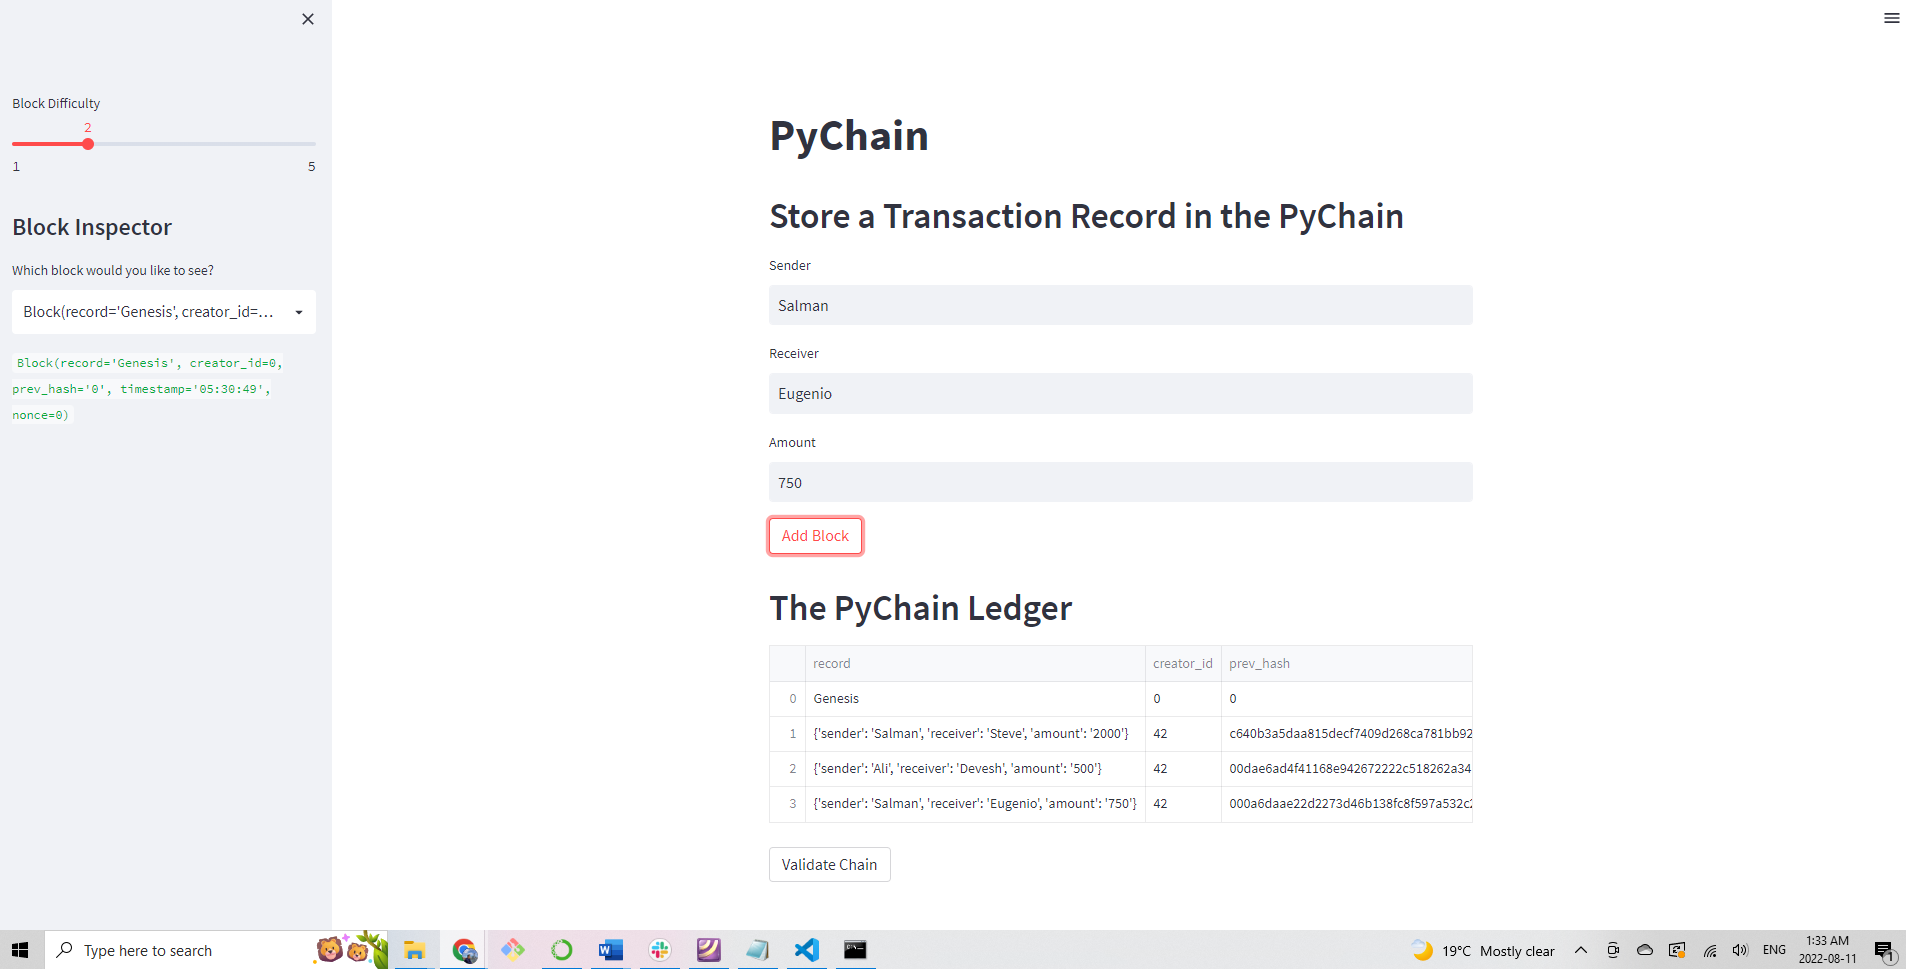 Block Difficulty
2
1 5
Block Inspector
Which block would you like to see?
Block(record='Genesis', creator_id=...
Block(record='Genesis', creator_id=0,
prev_hash='0', timestamp='05:30:49',
nonce=0)
PyChain
Store a Transaction Record in the PyChain
Sender
Salman
Receiver
Eugenio
Amount
750
Add Block
The PyChain Ledger
record creator_id prev_hash
0 Genesis 0 0
1 {'sender': 'Salman', 'receiver': 'Steve', 'amount': '2000'} 42 c640b3a5daa815decf7409d268ca781bb92
2 {'sender': 'Ali', 'receiver': 'Devesh', 'amount': '500'} 42 00dae6ad4f41168e942672222c518262a34
3 {'sender': 'Salman', 'receiver': 'Eugenio', 'amount': '750'} 42 000a6daae22d2273d46b138fc8f597a532c2
Validate Chain
Type here to search
19°C Mostly clear
ENG
1:33 AM
2022-08-11
1